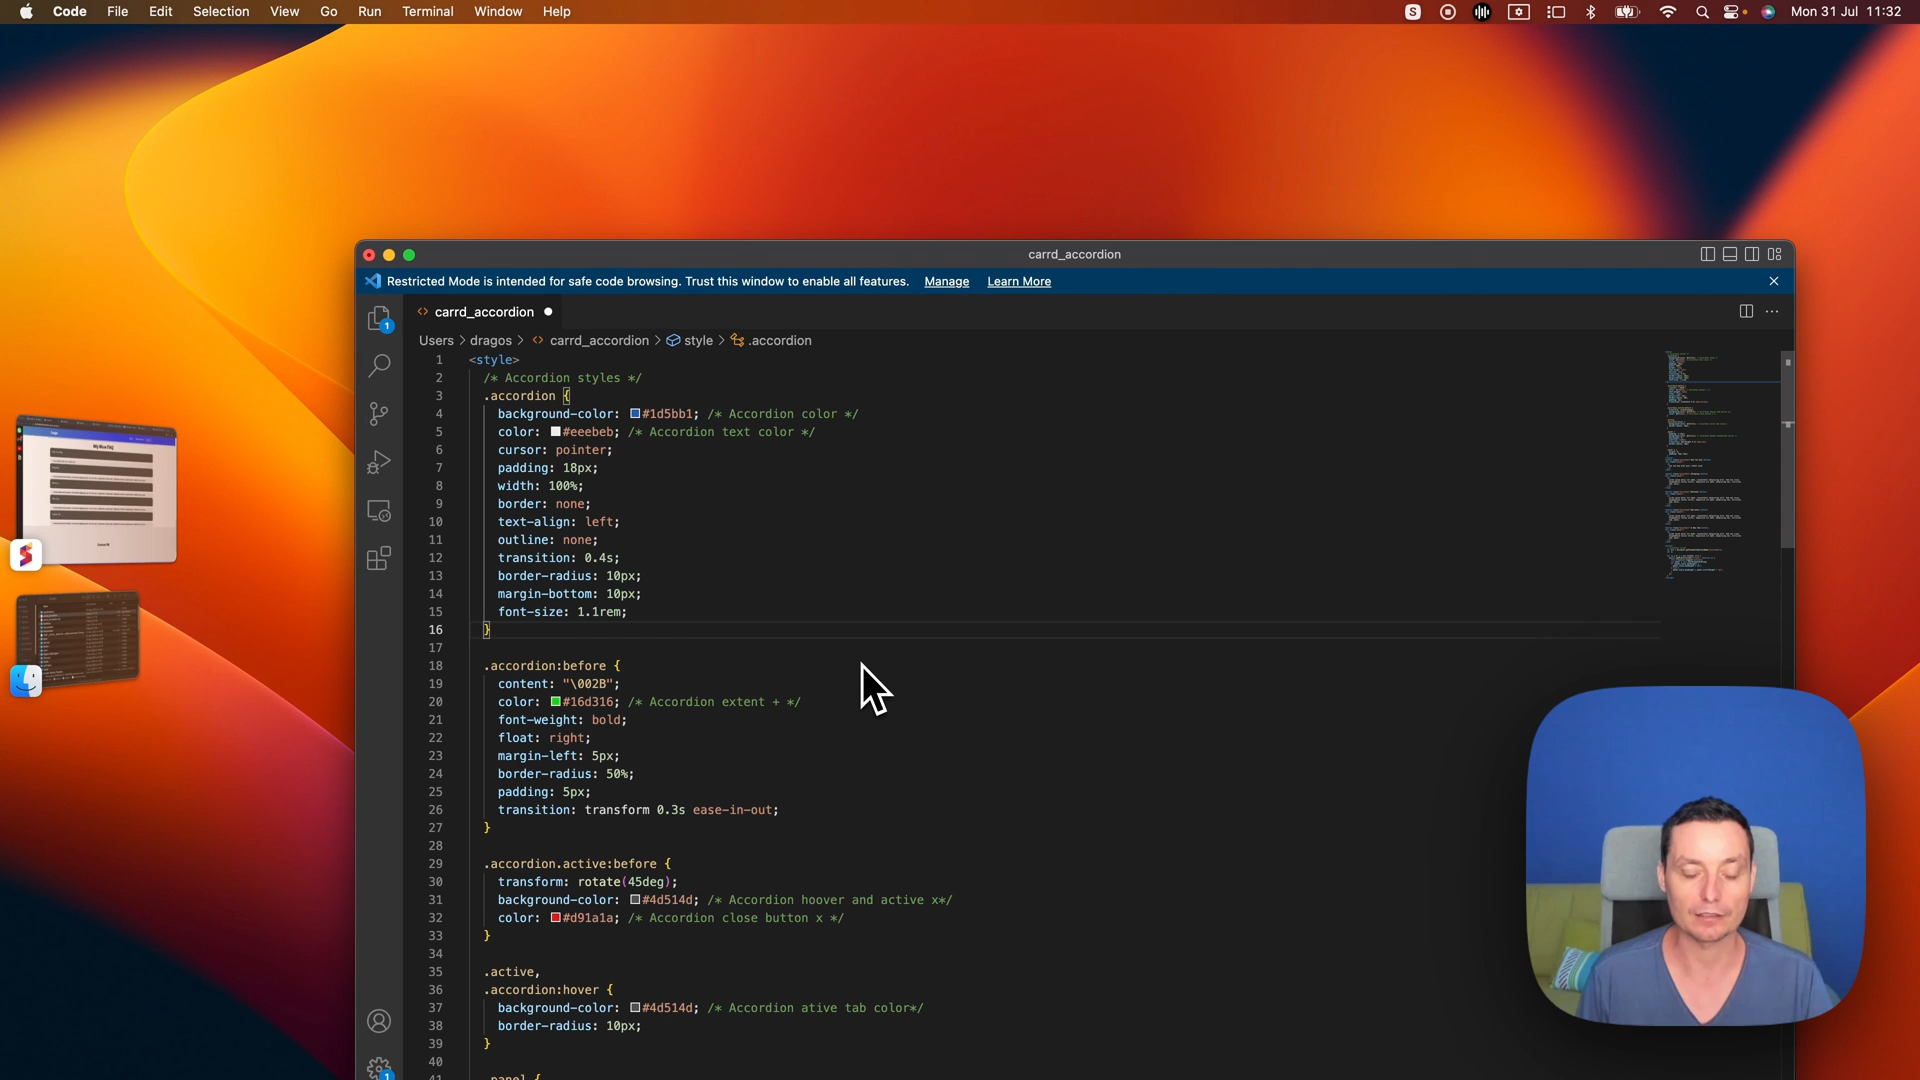 Code File Edit Selection View Go Run Terminal Window Help
S
Mon 31 Jul 11:32
carrd_accordion
Restricted Mode is intended for safe code browsing. Trust this window to enable all features. Manage Learn More
1
carrd_accordion
Users > dragos > carrd_accordion > style > .accordion
1 <style>
2 /* Accordion styles */
3 .accordion {
4 background-color: #1d5bb1; /* Accordion color */
5 color: #eeebeb; /* Accordion text color */
6 cursor: pointer;
7 padding: 18px;
8 width: 100%;
9 border: none;
10 text-align: left;
11 outline: none;
12 transition: 0.4s;
13 border-radius: 10px;
14 margin-bottom: 10px;
15 font-size: 1.1rem;
16 }
17
18 .accordion:before {
19 content: "\002B";
20 color: #16d316; /* Accordion extent + */
21 font-weight: bold;
22 float: right;
23 margin-left: 5px;
24 border-radius: 50%;
25 padding: 5px;
26 transition: transform 0.3s ease-in-out;
27 }
28
29 .accordion.active:before {
30 transform: rotate(45deg);
31 background-color: #4d514d; /* Accordion hoover and active x*/
32 color: #d91a1a; /* Accordion close button x */
33 }
34
35 .active,
36 .accordion:hover {
37 background-color: #4d514d; /* Accordion ative tab color*/
38 border-radius: 10px;
39 }
40
41 .panel {
1